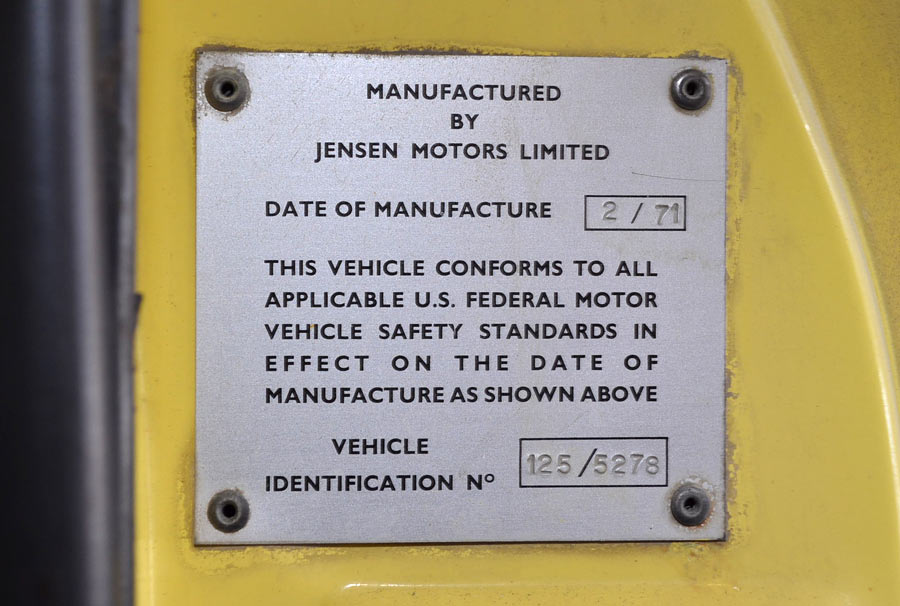 MANUFACTURED
BY
JENSEN MOTORS LIMITED
DATE OF MANUFACTURE 2 / 71
THIS VEHICLE CONFORMS TO ALL
APPLICABLE U.S. FEDERAL MOTOR
VEHICLE SAFETY STANDARDS IN
EFFECT ON THE DATE OF
MANUFACTURE AS SHOWN ABOVE
VEHICLE
IDENTIFICATION Nº 125/5278